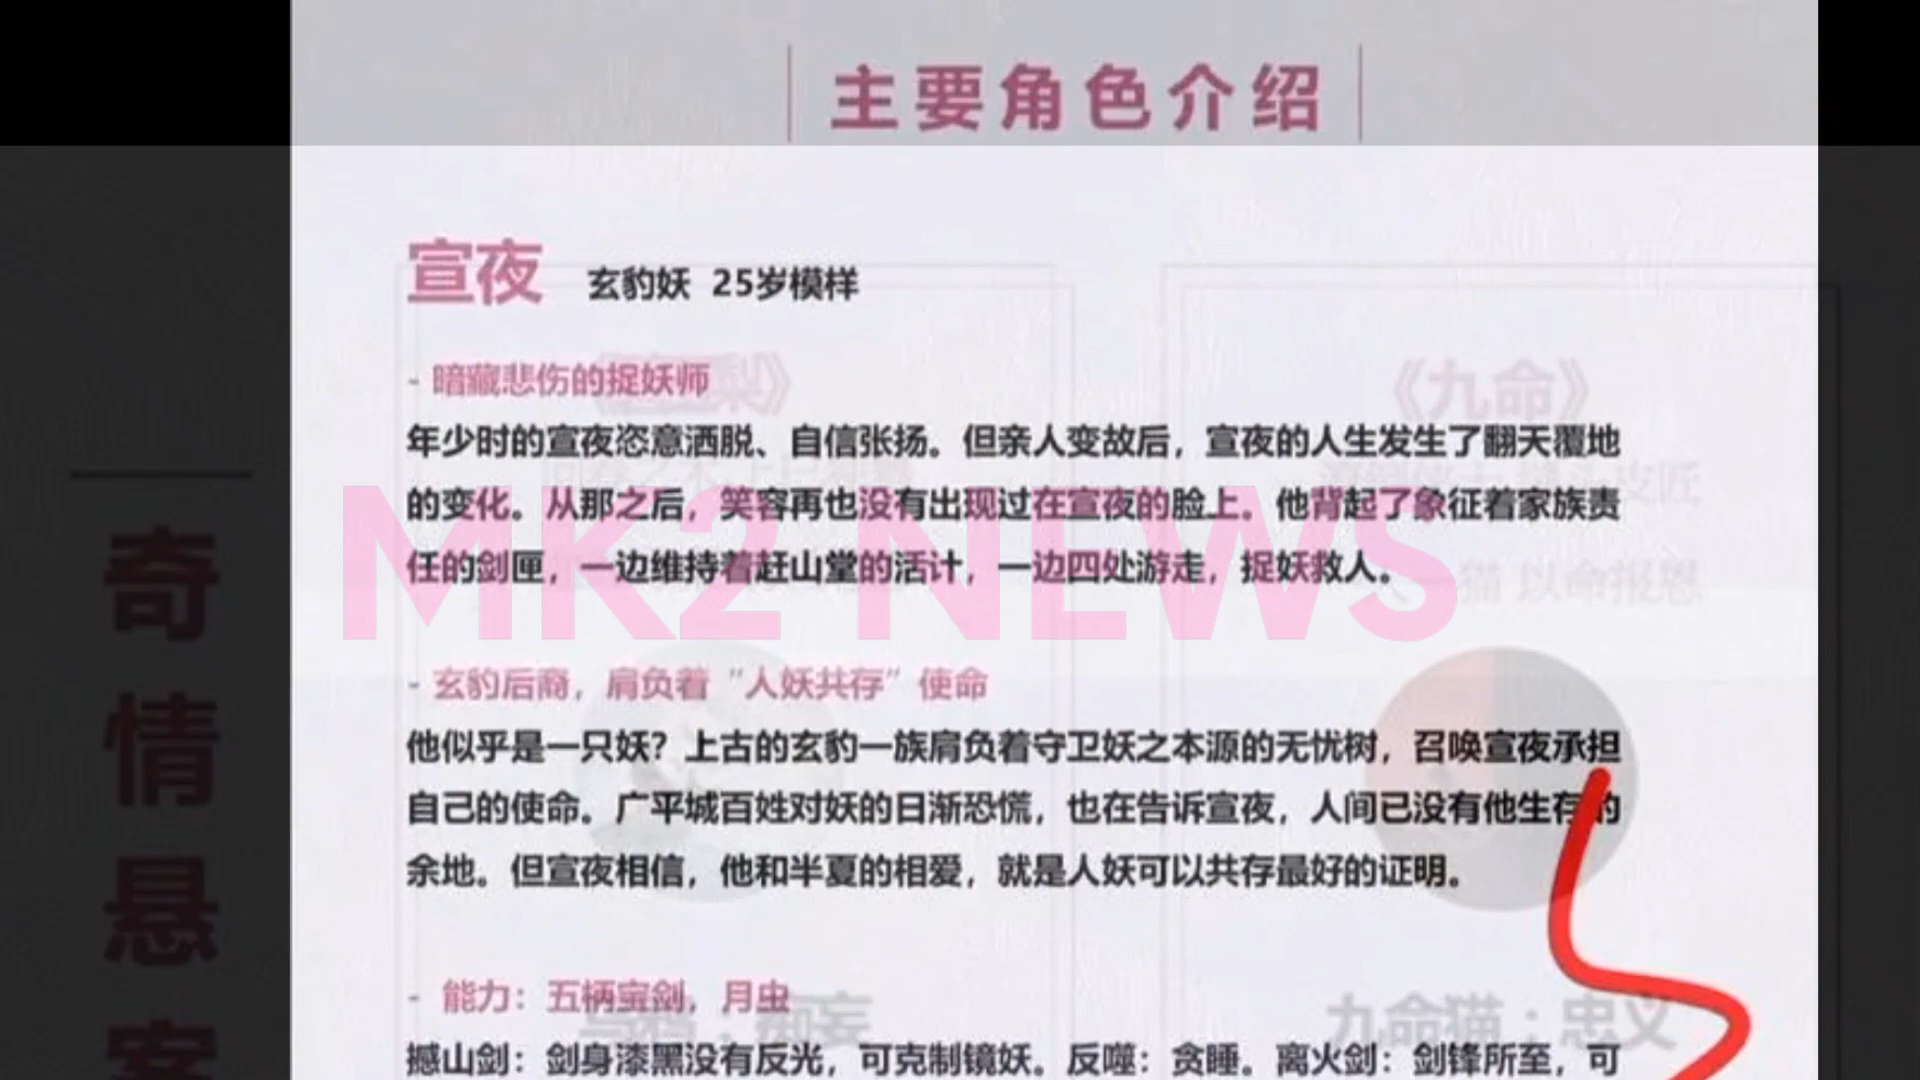 主要角色介绍
宣夜 玄豹妖 25岁模样
- 暗藏悲伤的捉妖师
年少时的宣夜恣意洒脱、自信张扬。但亲人变故后，宣夜的人生发生了翻天覆地
的变化。从那之后，笑容再也没有出现过在宣夜的脸上。他背起了象征着家族责
任的剑匣，一边维持着赶山堂的活计，一边四处游走，捉妖救人。
MK2 NEWS
- 玄豹后裔，肩负着“人妖共存”使命
他似乎是一只妖？上古的玄豹一族肩负着守卫妖之本源的无忧树，召唤宣夜承担
自己的使命。广平城百姓对妖的日渐恐慌，也在告诉宣夜，人间已没有他生存的
余地。但宣夜相信，他和半夏的相爱，就是人妖可以共存最好的证明。
- 能力：五柄宝剑，月虫
撼山剑：剑身漆黑没有反光，可克制镜妖。反噬：贪睡。离火剑：剑锋所至，可
奇情悬案
《九命》
猫 以命报恩
九命猫：忠义